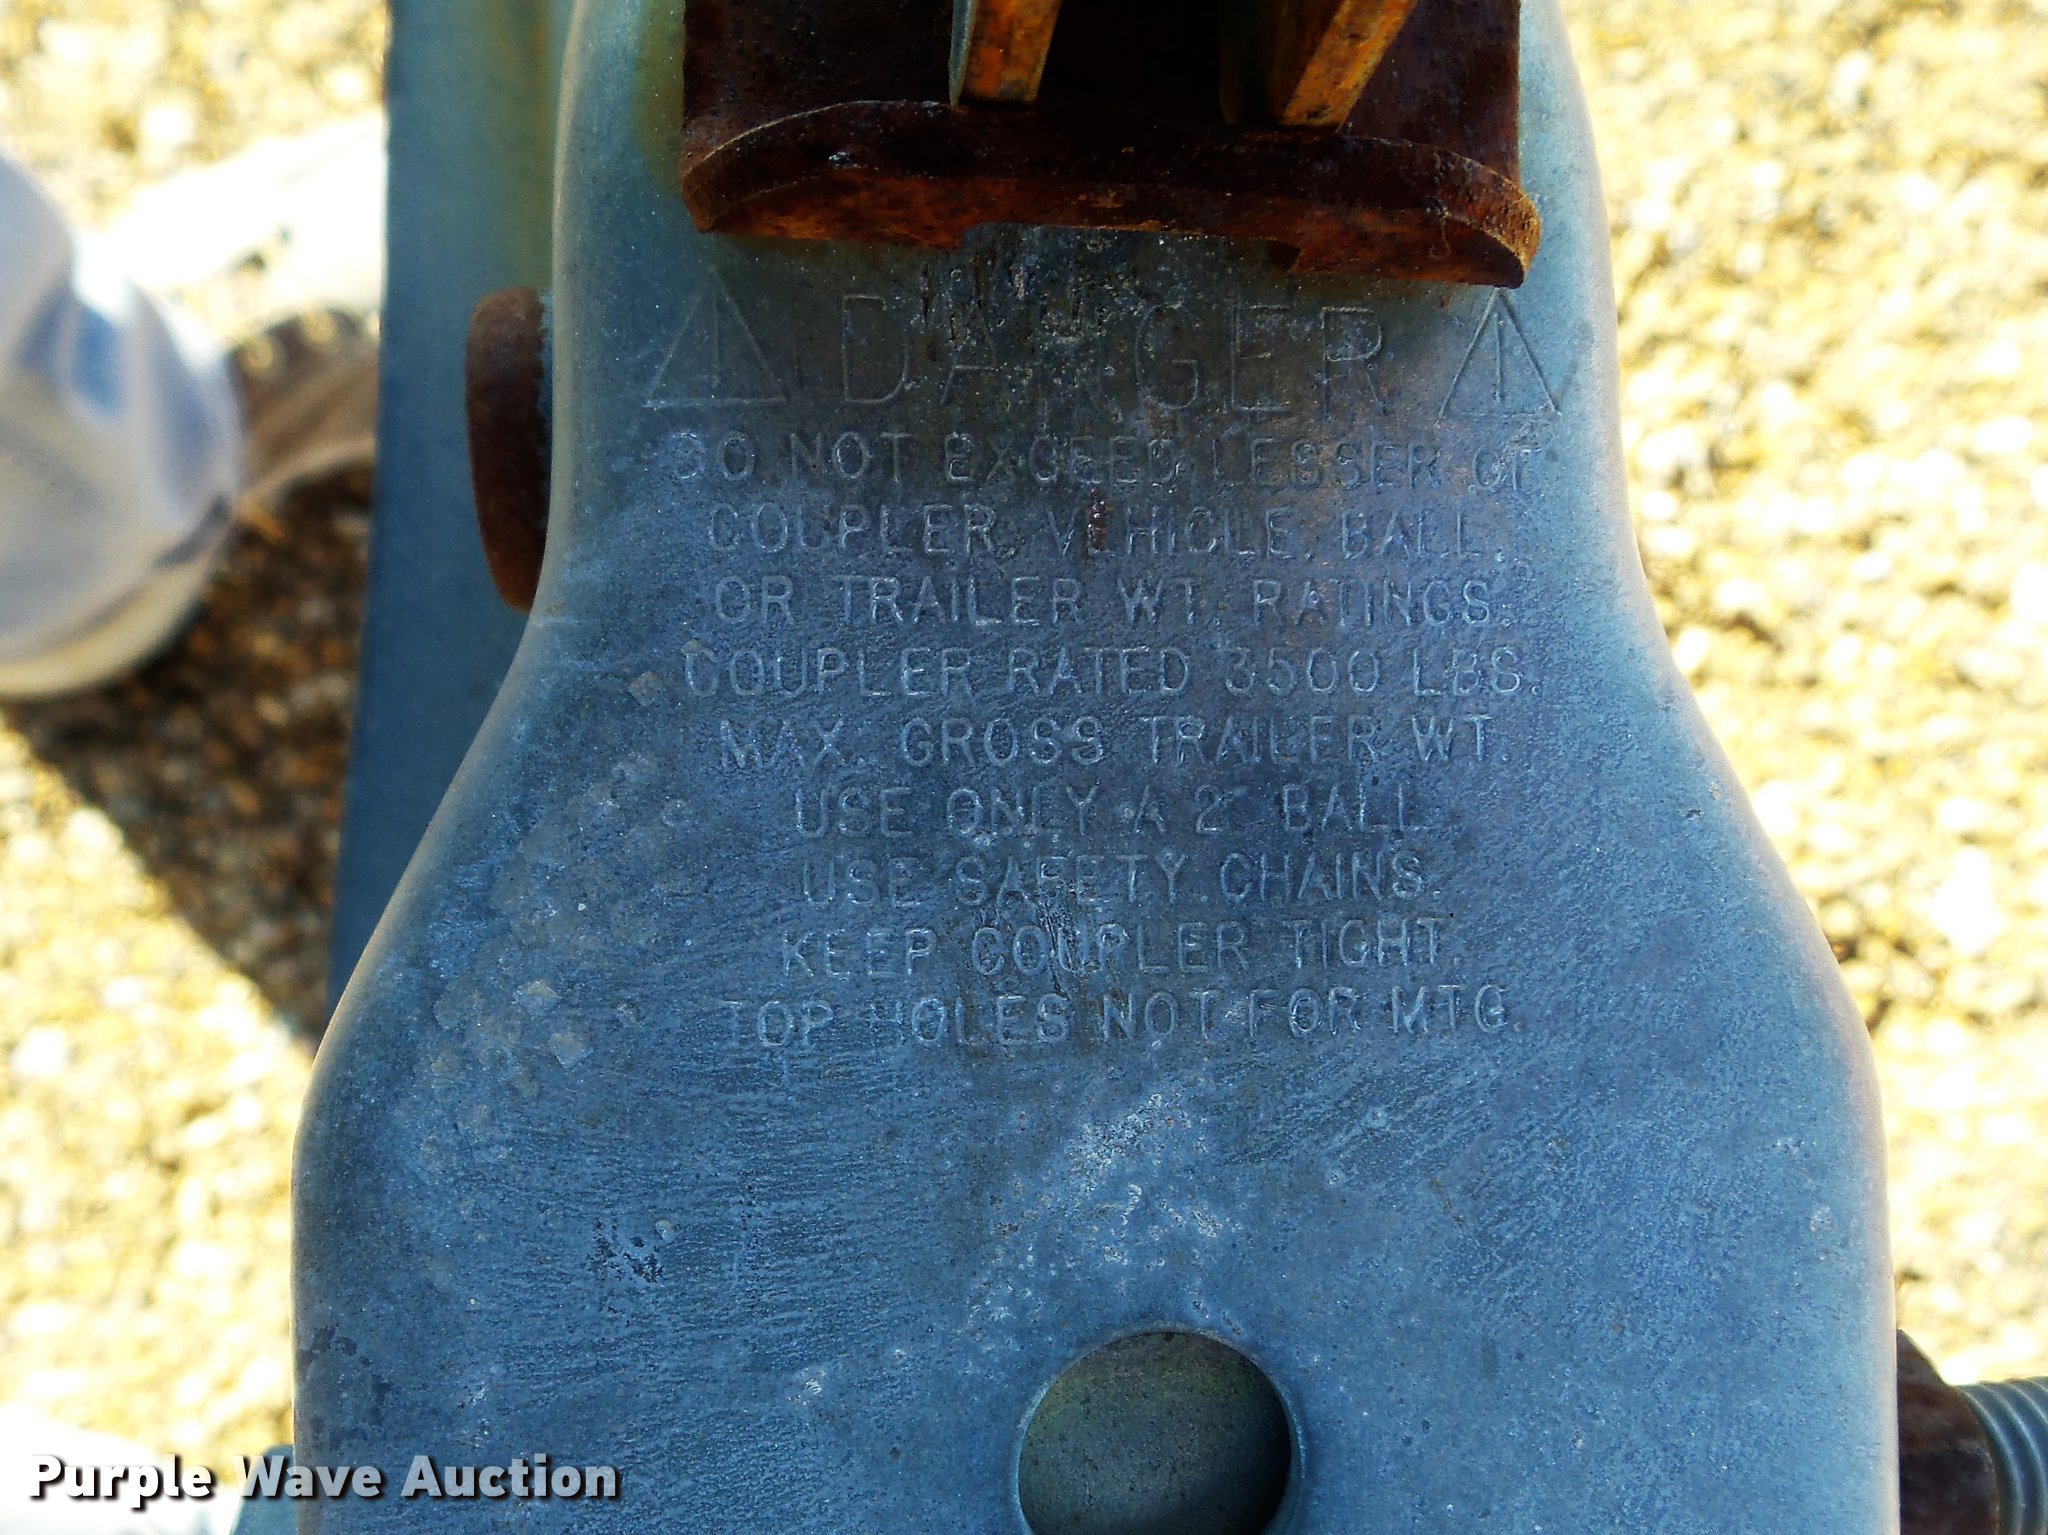 DANGER
DO NOT EXCEED LESSER OF
COUPLER, VEHICLE, BALL,
OR TRAILER WT. RATINGS.
COUPLER RATED 3500 LBS.
MAX. GROSS TRAILER WT.
USE ONLY A 2" BALL.
USE SAFETY CHAINS.
KEEP COUPLER TIGHT.
TOP HOLES NOT FOR MTG.
Purple Wave Auction